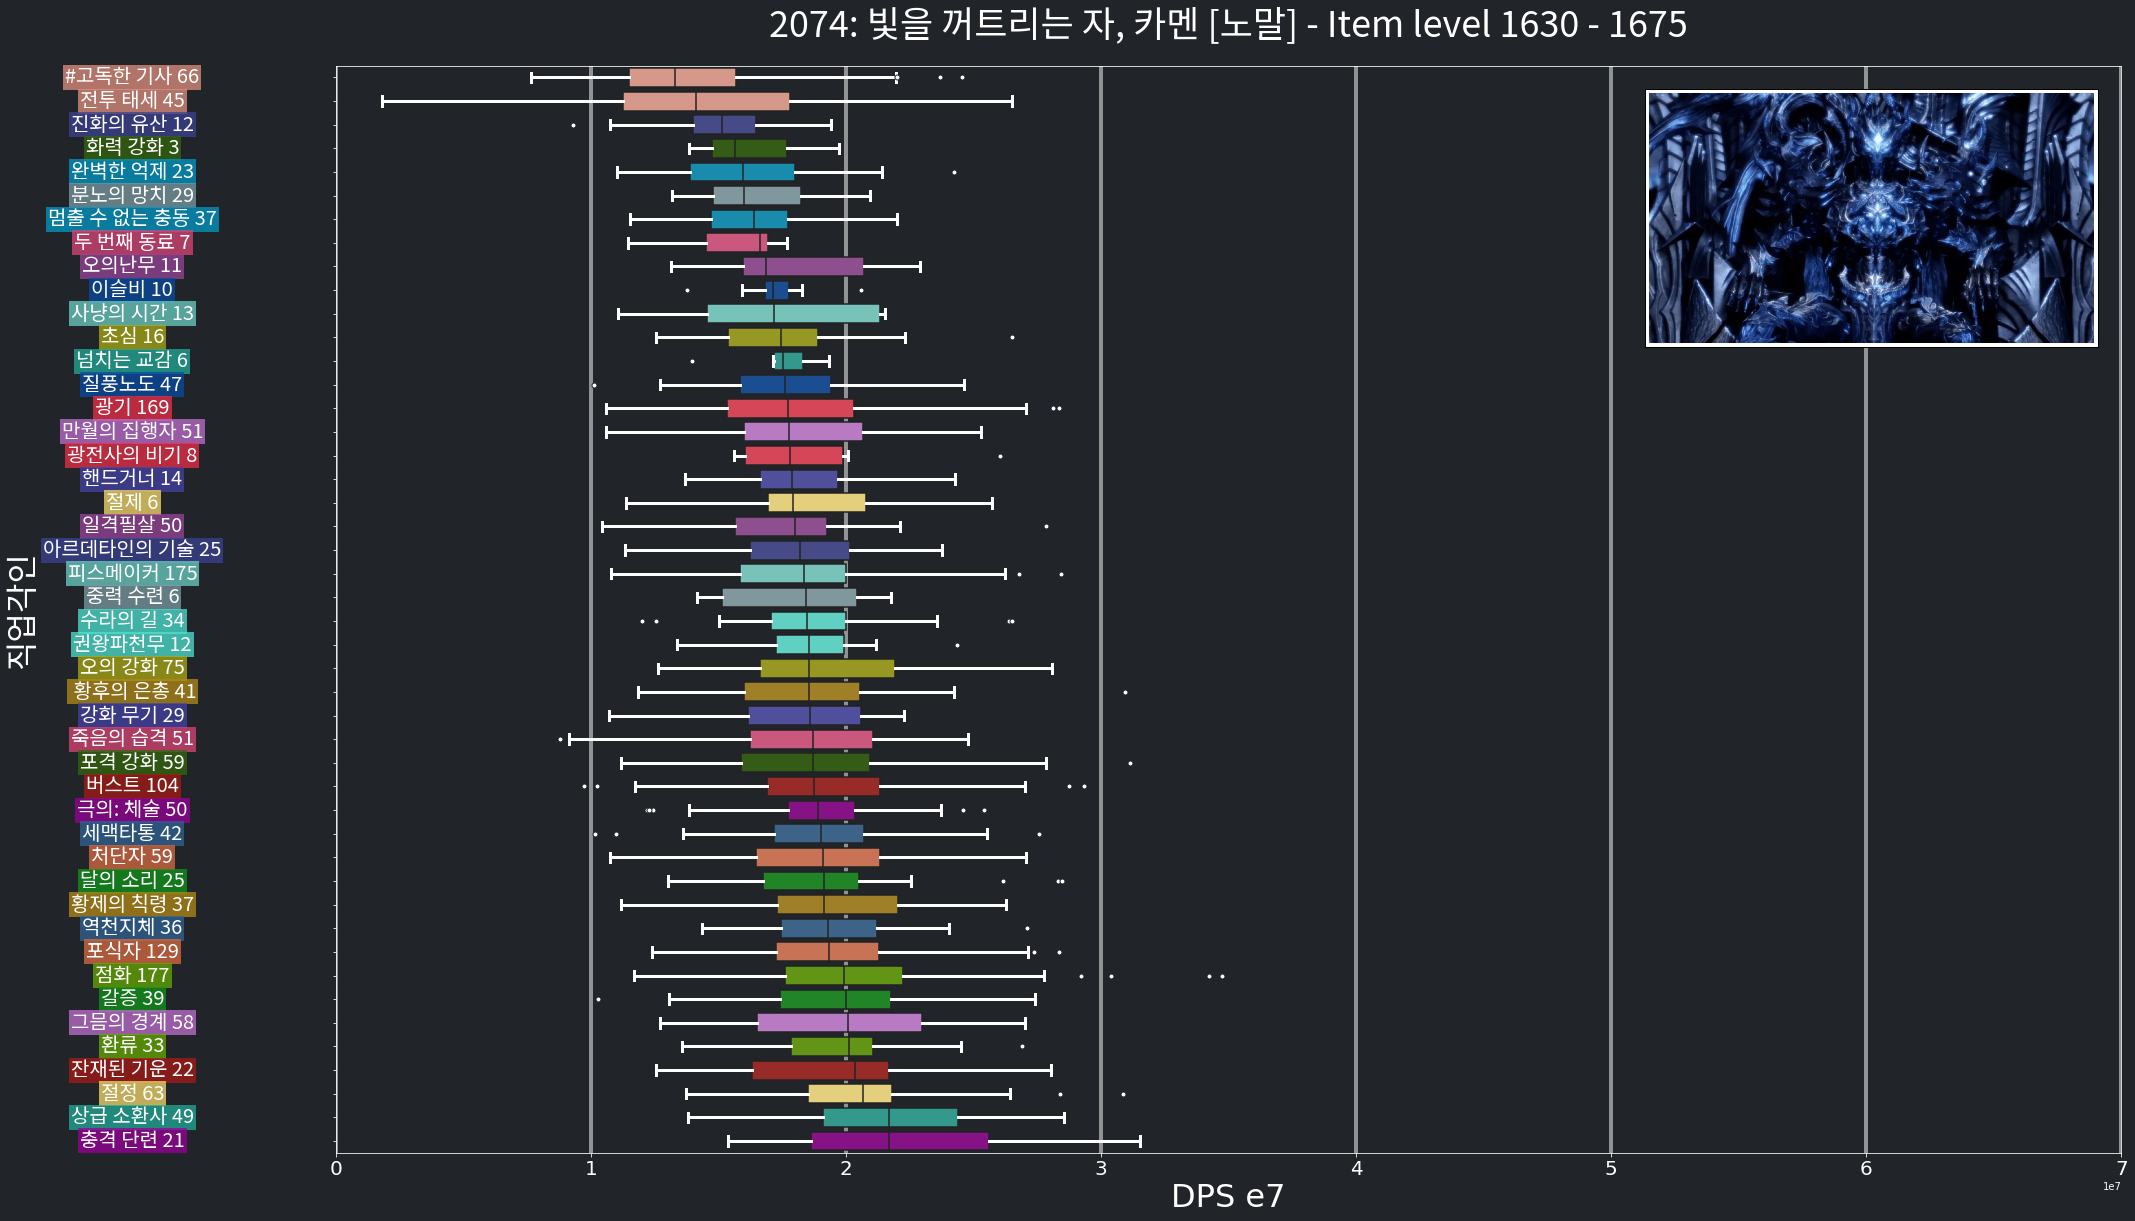 2074: 빛을 꺼트리는 자, 카멘 [노말] - Item level 1630 - 1675
직업각인
#고독한 기사 66
전투 태세 45
진화의 유산 12
화력 강화 3
완벽한 억제 23
분노의 망치 29
멈출 수 없는 충동 37
두 번째 동료 7
오의난무 11
이슬비 10
사냥의 시간 13
초심 16
넘치는 교감 6
질풍노도 47
광기 169
만월의 집행자 51
광전사의 비기 8
핸드거너 14
절제 6
일격필살 50
아르데타인의 기술 25
피스메이커 175
중력 수련 6
수라의 길 34
권왕파천무 12
오의 강화 75
황후의 은총 41
강화 무기 29
죽음의 습격 51
포격 강화 59
버스트 104
극의: 체술 50
세맥타통 42
처단자 59
달의 소리 25
황제의 칙령 37
역천지체 36
포식자 129
점화 177
갈증 39
그믐의 경계 58
환류 33
잔재된 기운 22
절정 63
상급 소환사 49
충격 단련 21
0 1 2 3 4 5 6 7
1e7
DPS e7